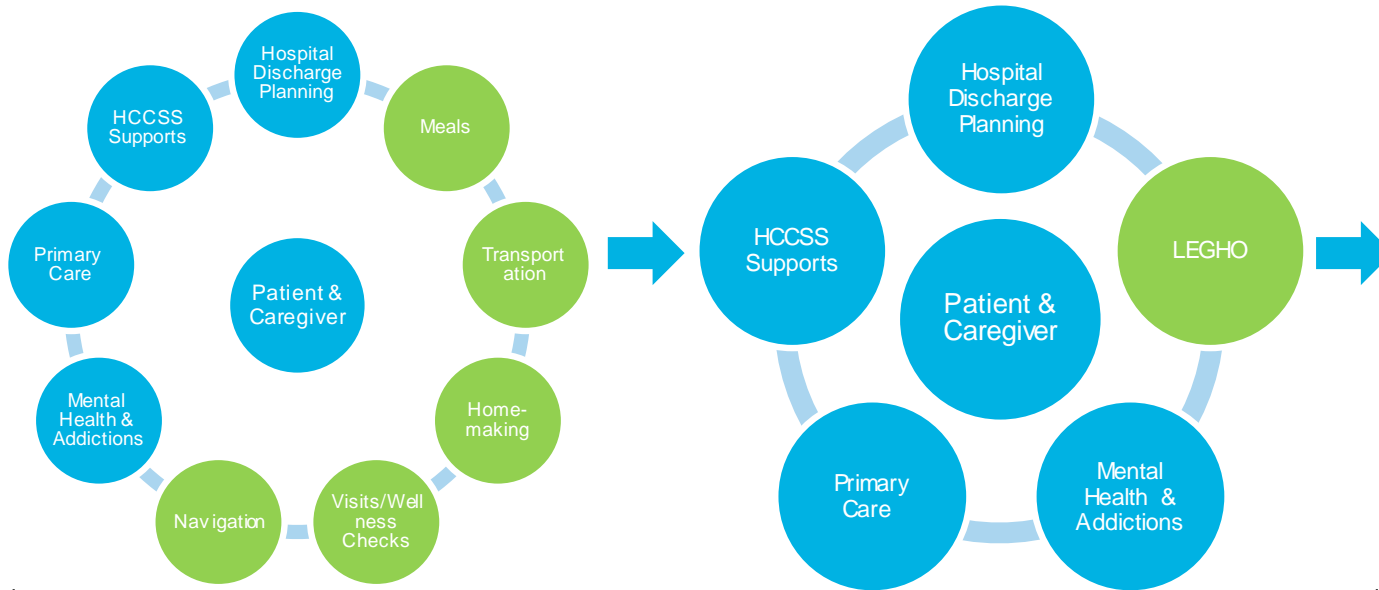 Hospital
Discharge
Planning
Meals
Transport
ation
Home-
making
Visits/Well
ness
Checks
Navigation
Mental
Health &
Addictions
Primary
Care
HCCSS
Supports
Patient &
Caregiver
Hospital
Discharge
Planning
LEGHO
Mental
Health &
Addictions
Primary
Care
HCCSS
Supports
Patient &
Caregiver